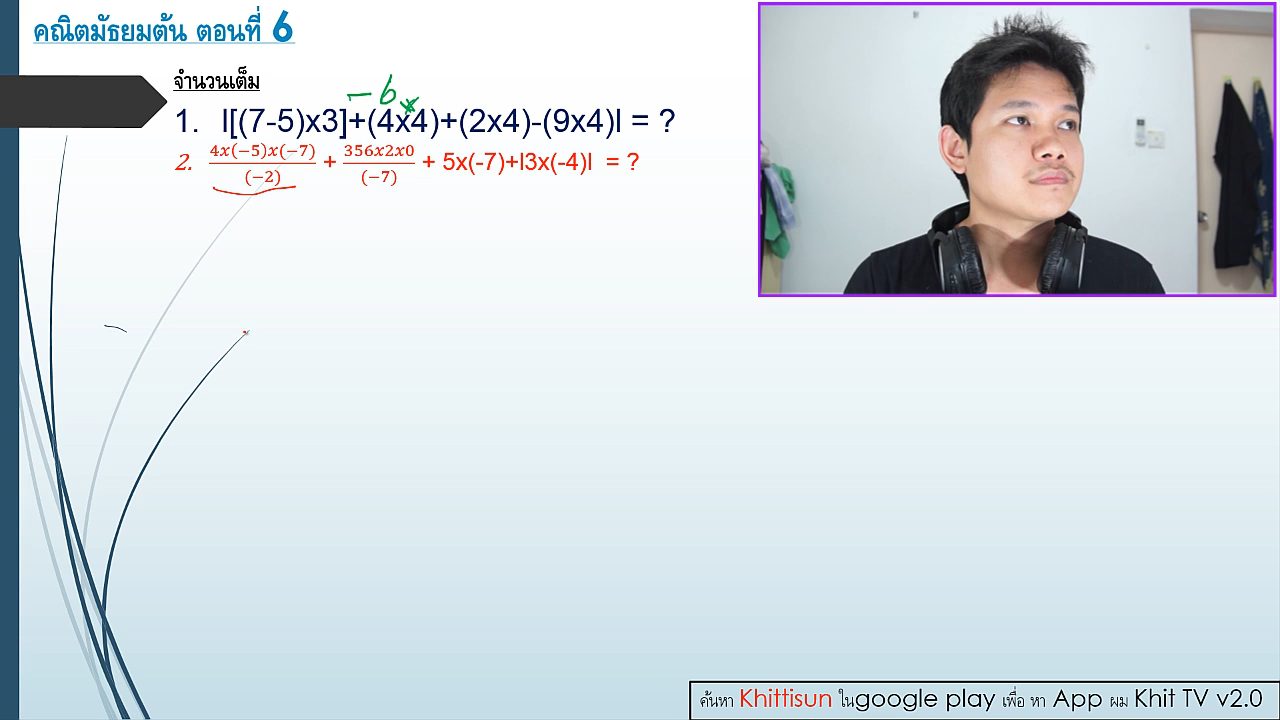 คณิตมัธยมต้น ตอนที่ 6
จำนวนเต็ม
-6
1. l[(7-5)x3]+(4x4)+(2x4)-(9x4)l = ?
2. 4x(−5)x(−7)/(−2) + 356x2x0/(−7) + 5x(-7)+l3x(-4)l = ?
ค้นหา Khittisun ในgoogle play เพื่อ หา App ผม Khit TV v2.0